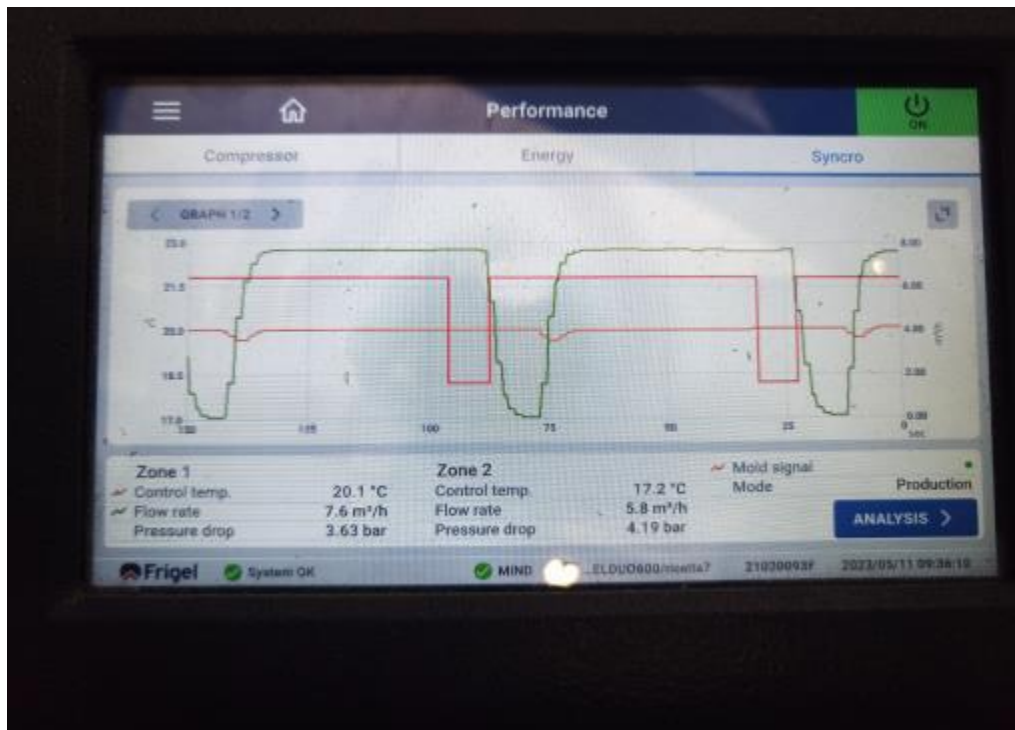 Performance
ON
Compressor Energy Syncro
GRAPH 1/2
23.0 8.00
21.5 6.00
°C 20.0 4.00 m³/h
18.5 2.00
17.0 0.00
150 125 100 75 50 25 0
sec
Zone 1 Zone 2 Mold signal
Control temp. 20.1 °C Control temp. 17.2 °C Mode Production
Flow rate 7.6 m³/h Flow rate 5.8 m³/h
Pressure drop 3.63 bar Pressure drop 4.19 bar
ANALYSIS
Frigel System OK MIND 2023/05/11 09:36:10